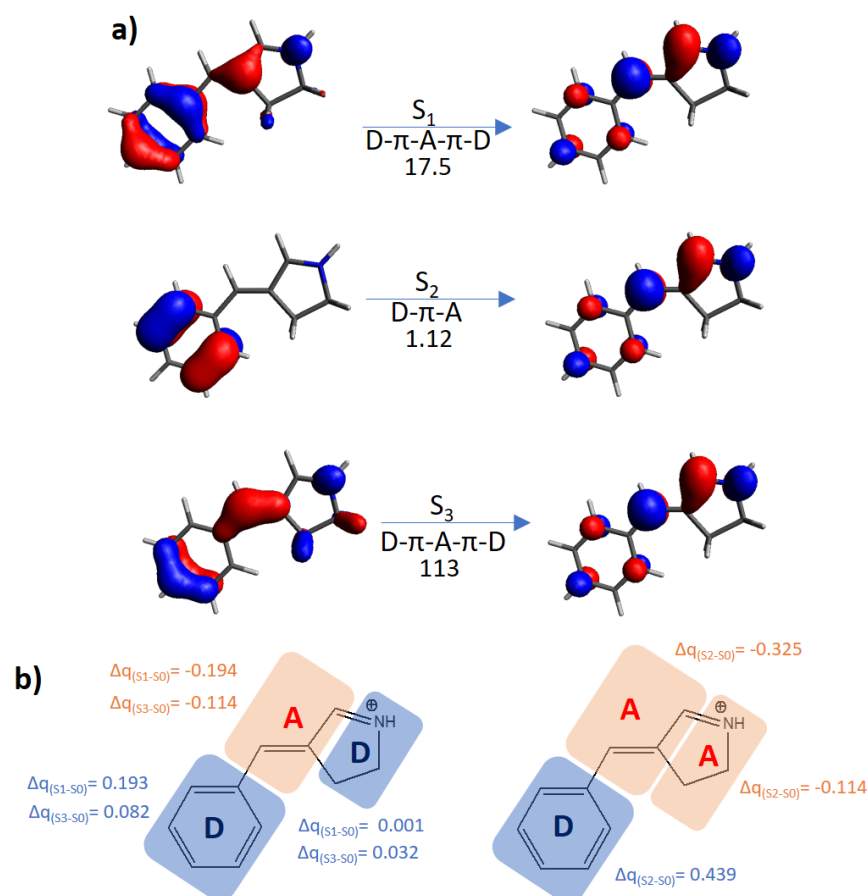 a)
S₁
D-π-A-π-D
17.5
S₂
D-π-A
1.12
S₃
D-π-A-π-D
113
b)
Δq(S1-S0)= -0.194
Δq(S3-S0)= -0.114
A
⊕
NH
D
Δq(S1-S0)= 0.193
Δq(S3-S0)= 0.082
D
Δq(S1-S0)= 0.001
Δq(S3-S0)= 0.032
Δq(S2-S0)= -0.325
A
⊕
NH
A
Δq(S2-S0)= -0.114
D
Δq(S2-S0)= 0.439